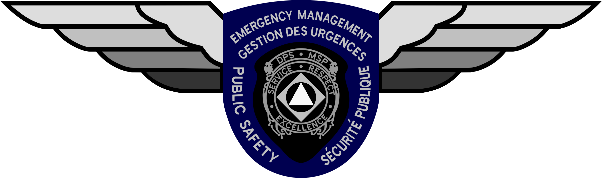 EMERGENCY MANAGEMENT
GESTION DES URGENCES
PUBLIC SAFETY
SÉCURITÉ PUBLIQUE
DPS • MSP
SERVICE • RESPECT
• EXCELLENCE •